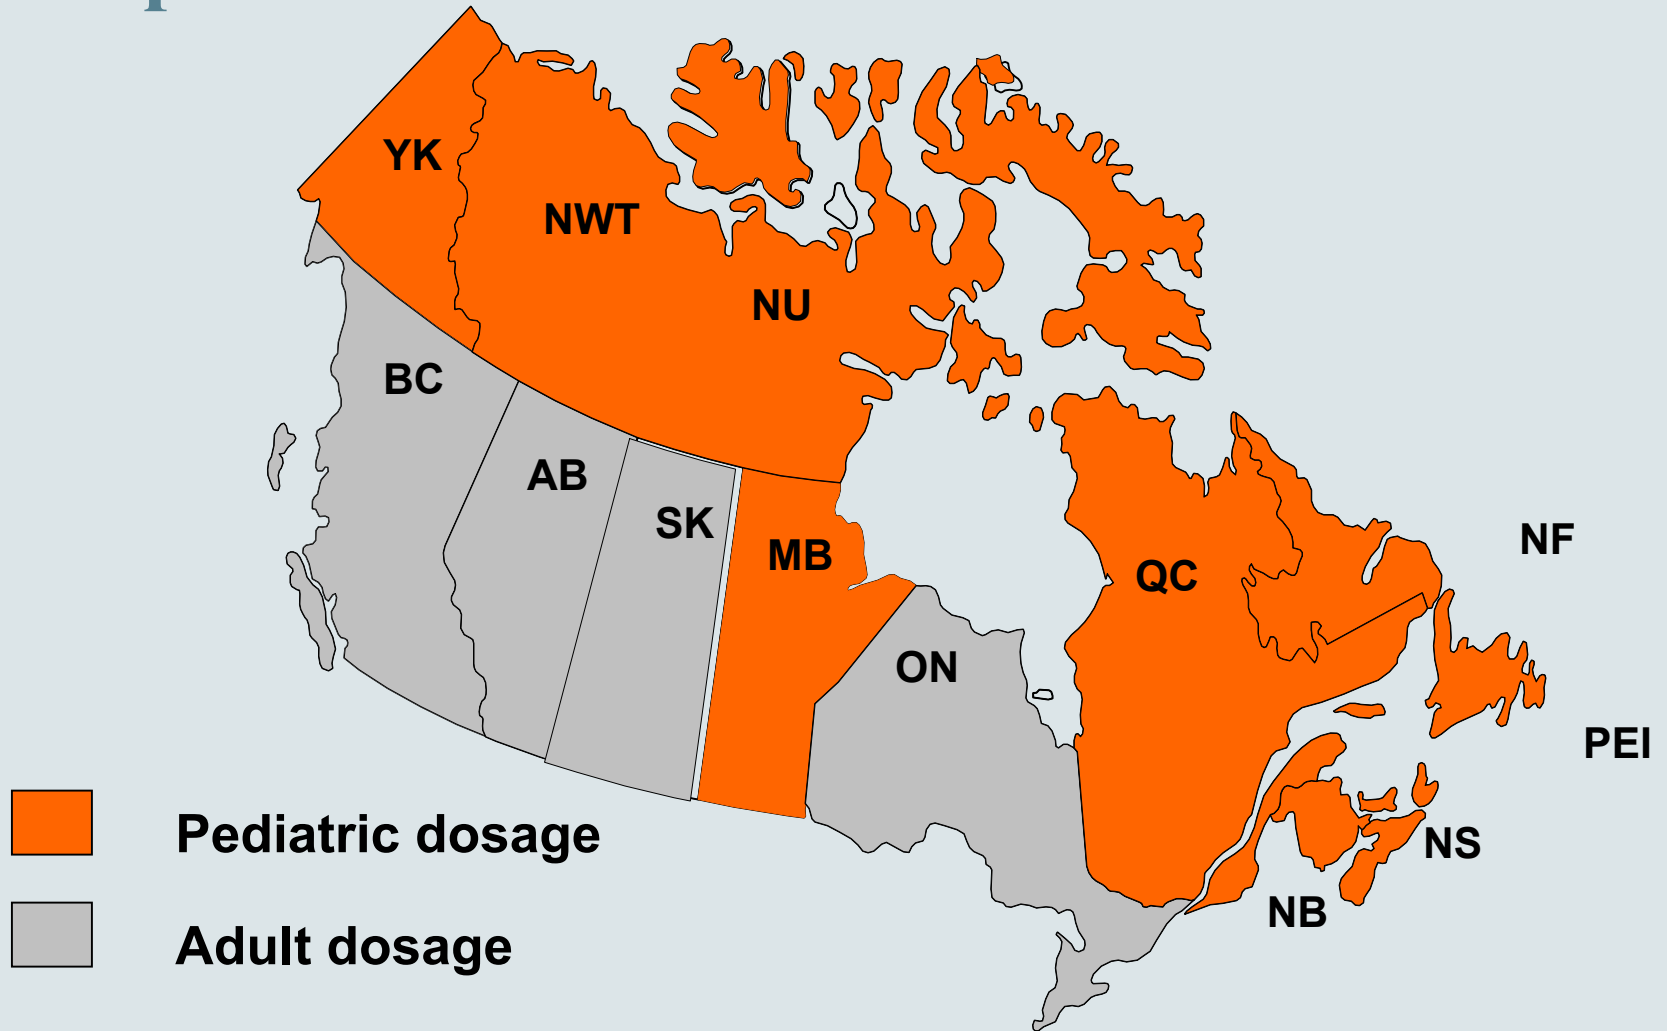 YK
NWT
NU
BC
AB
SK
MB
NF
QC
ON
PEI
Pediatric dosage
NS
NB
Adult dosage